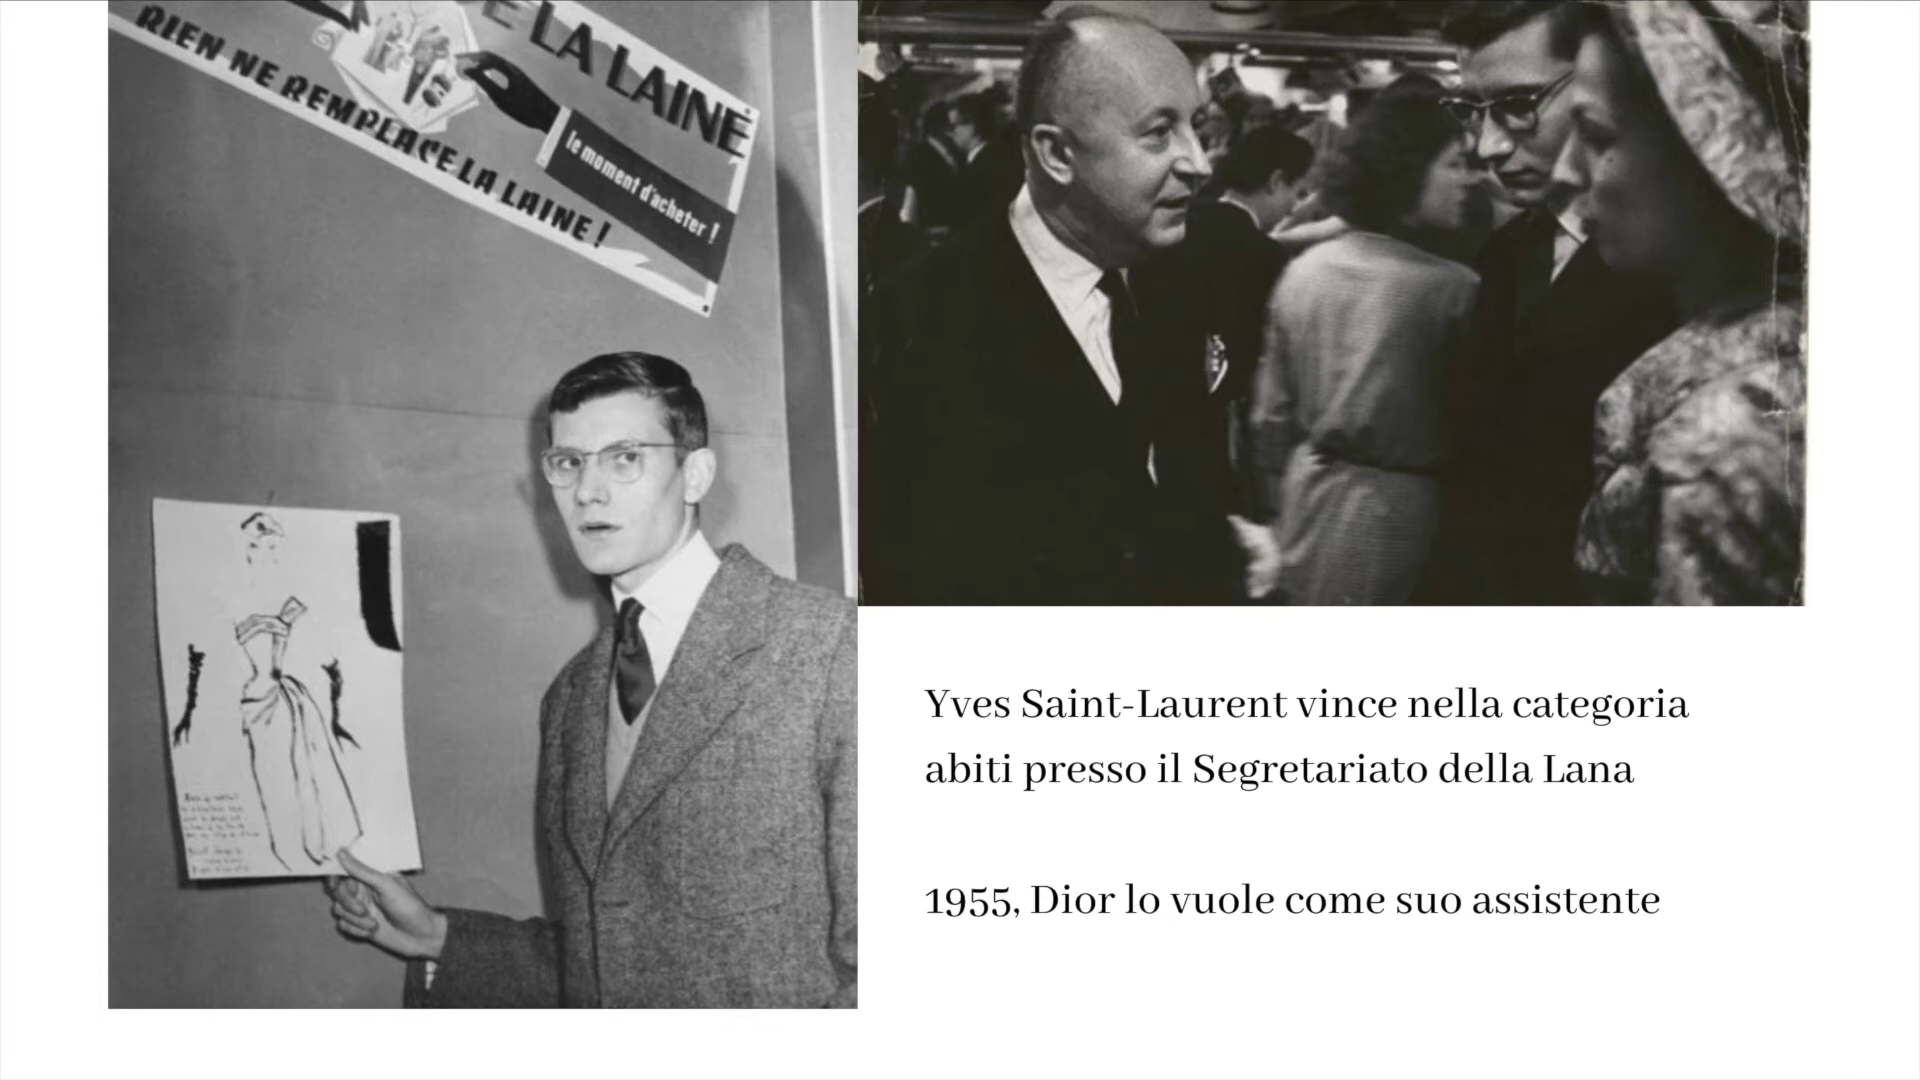 E LA LAINE
RIEN NE REMPLACE LA LAINE !
le moment d'acheter !
Yves Saint-Laurent vince nella categoria
abiti presso il Segretariato della Lana
1955, Dior lo vuole come suo assistente